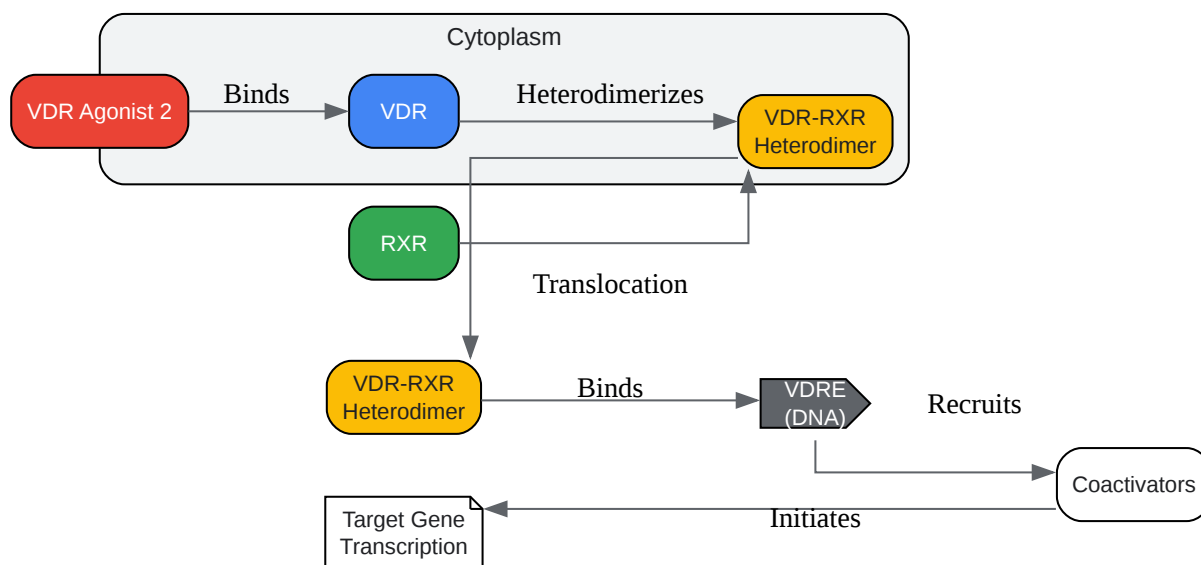 Cytoplasm
VDR Agonist 2
Binds
VDR
Heterodimerizes
VDR-RXR
Heterodimer
RXR
Translocation
VDR-RXR
Heterodimer
Binds
VDRE
(DNA)
Recruits
Coactivators
Initiates
Target Gene
Transcription